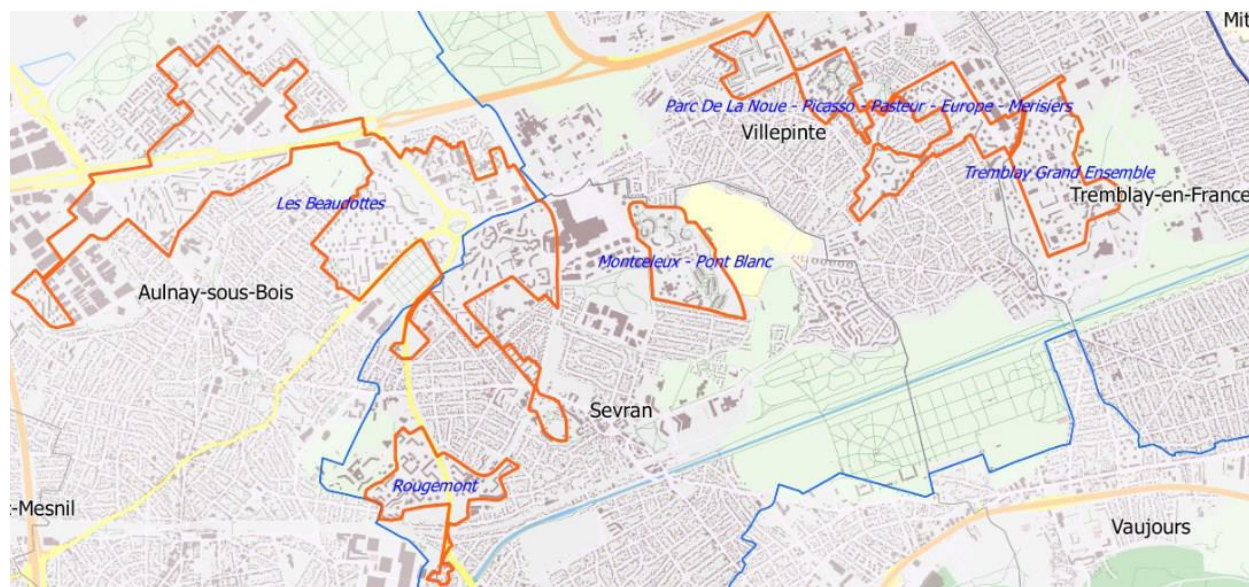 Mit
Parc De La Noue - Picasso - Pasteur - Europe - Merisiers
Villepinte
Tremblay Grand Ensemble
Tremblay-en-France
Les Beaudottes
Montceleux - Pont Blanc
Aulnay-sous-Bois
Sevran
Rougemont
-Mesnil
Vaujours